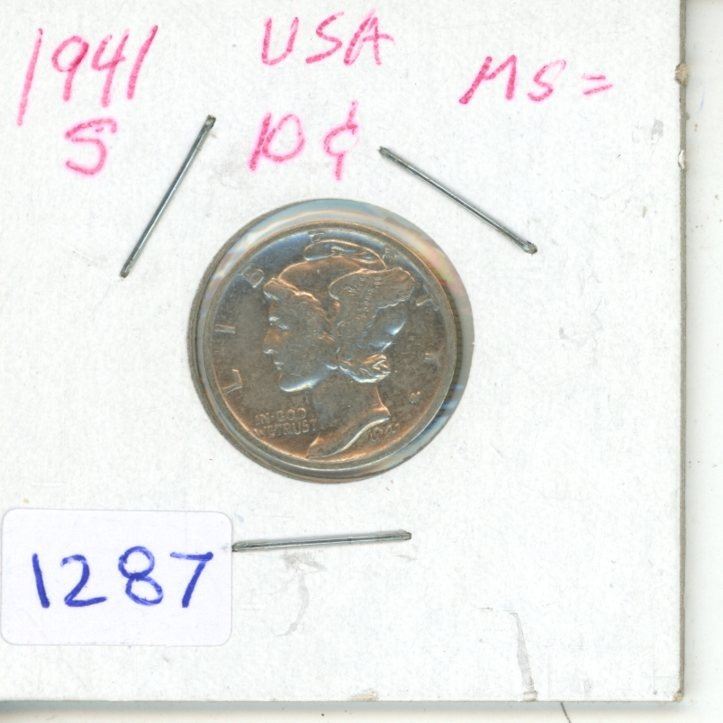 1941 USA MS=
S 10¢
LIBERTY
IN·GOD
WE TRUST
1287